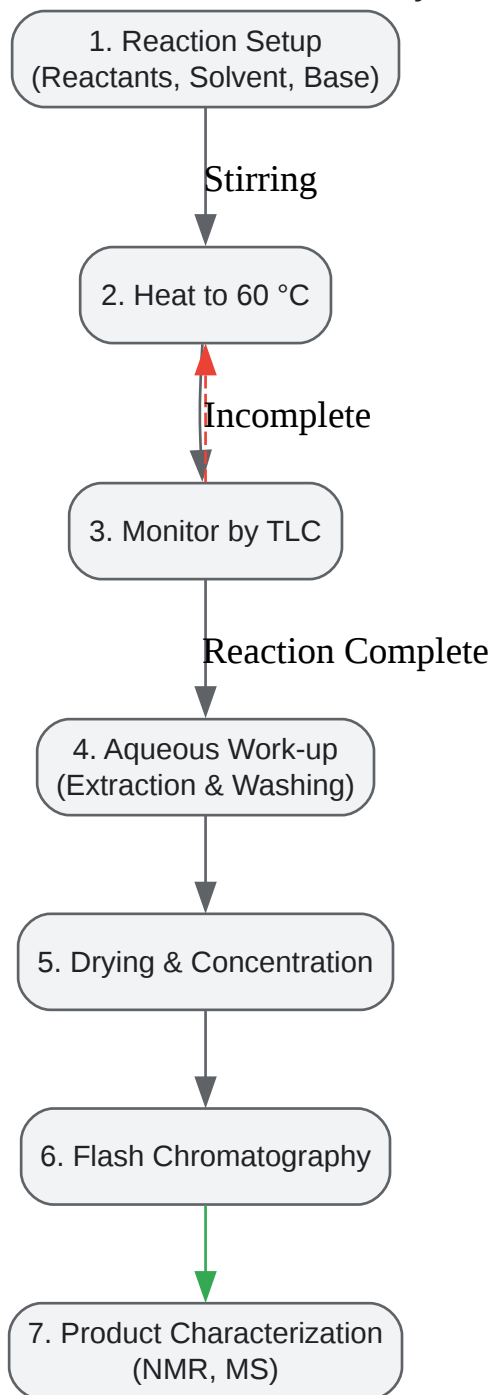 1. Reaction Setup
(Reactants, Solvent, Base)
Stirring
2. Heat to 60 °C
Incomplete
3. Monitor by TLC
Reaction Complete
4. Aqueous Work-up
(Extraction & Washing)
5. Drying & Concentration
6. Flash Chromatography
7. Product Characterization
(NMR, MS)